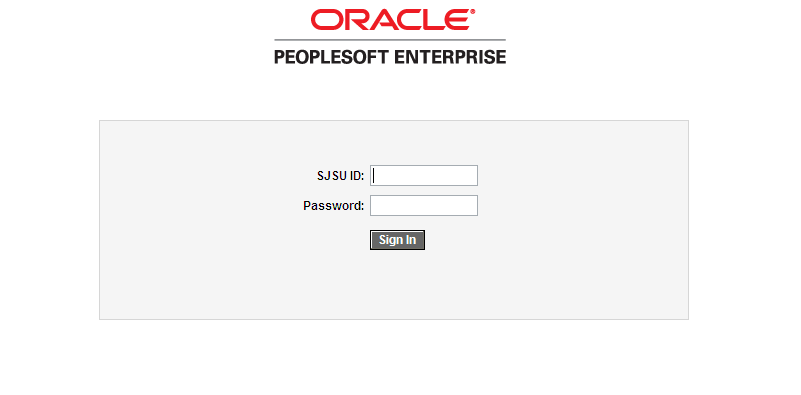 ORACLE®
PEOPLESOFT ENTERPRISE
SJSU ID:
Password:
Sign In